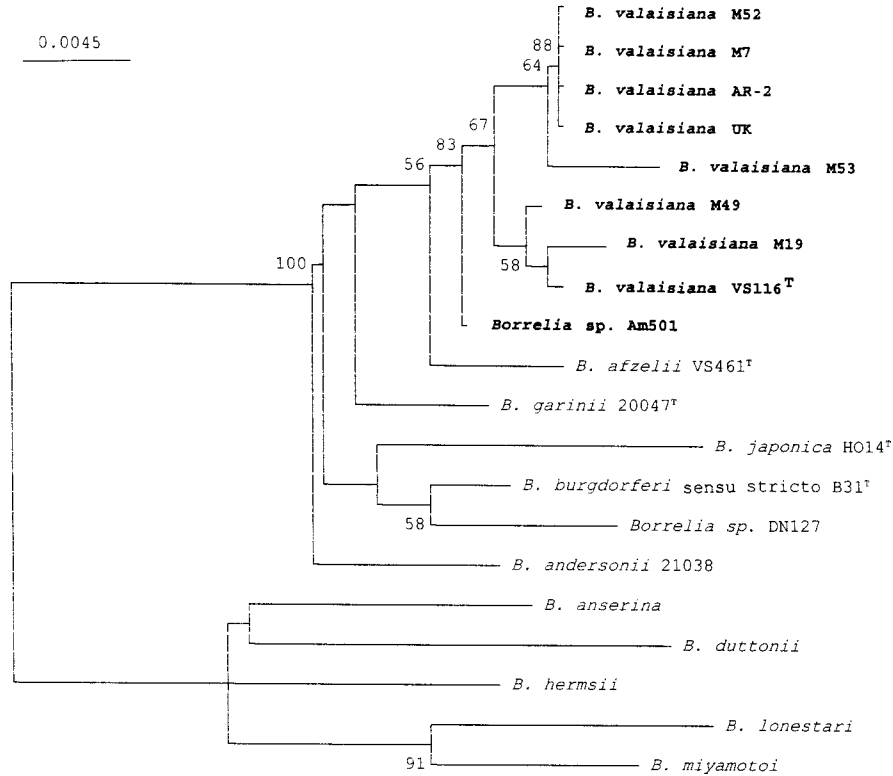 B. valaisiana M52
0.0045
88
B. valaisiana M7
64
B. valaisiana AR-2
67
B. valaisiana UK
83
56
B. valaisiana M53
B. valaisiana M49
B. valaisiana M19
100
58
B. valaisiana VS116T
Borrelia sp. Am501
B. afzelii VS461T
B. garinii 20047T
B. japonica HO14T
B. burgdorferi sensu stricto B31T
58
Borrelia sp. DN127
B. andersonii 21038
B. anserina
B. duttonii
B. hermsii
B. lonestari
91
B. miyamotoi